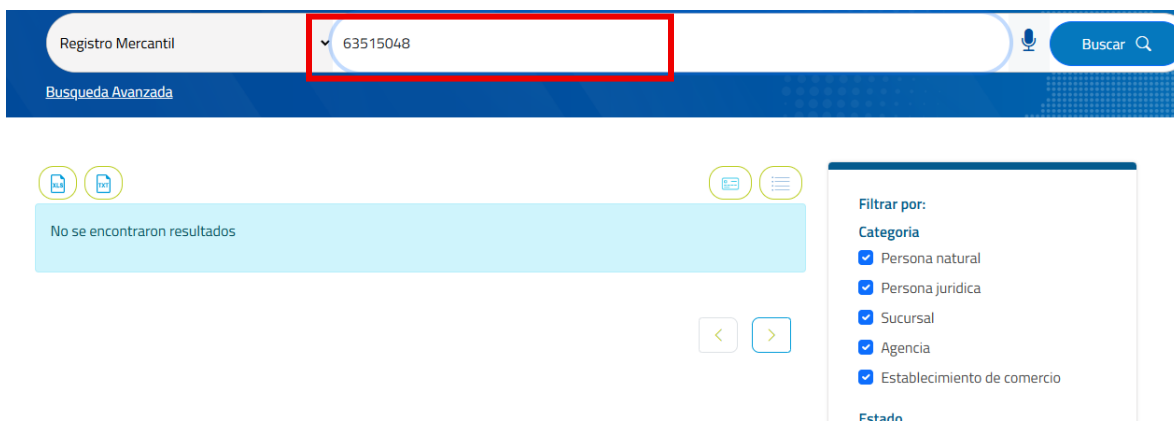 Registro Mercantil
63515048
Buscar
Busqueda Avanzada
XLS
TXT
No se encontraron resultados
Filtrar por:
Categoria
Persona natural
Persona juridica
Sucursal
Agencia
Establecimiento de comercio
Estado